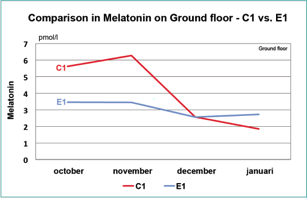 Comparison in Melatonin on Ground floor - C1 vs. E1
pmol/l
Ground floor
7
6
5
4
3
2
1
0
Melatonin
C1
E1
october november december januari
C1 E1